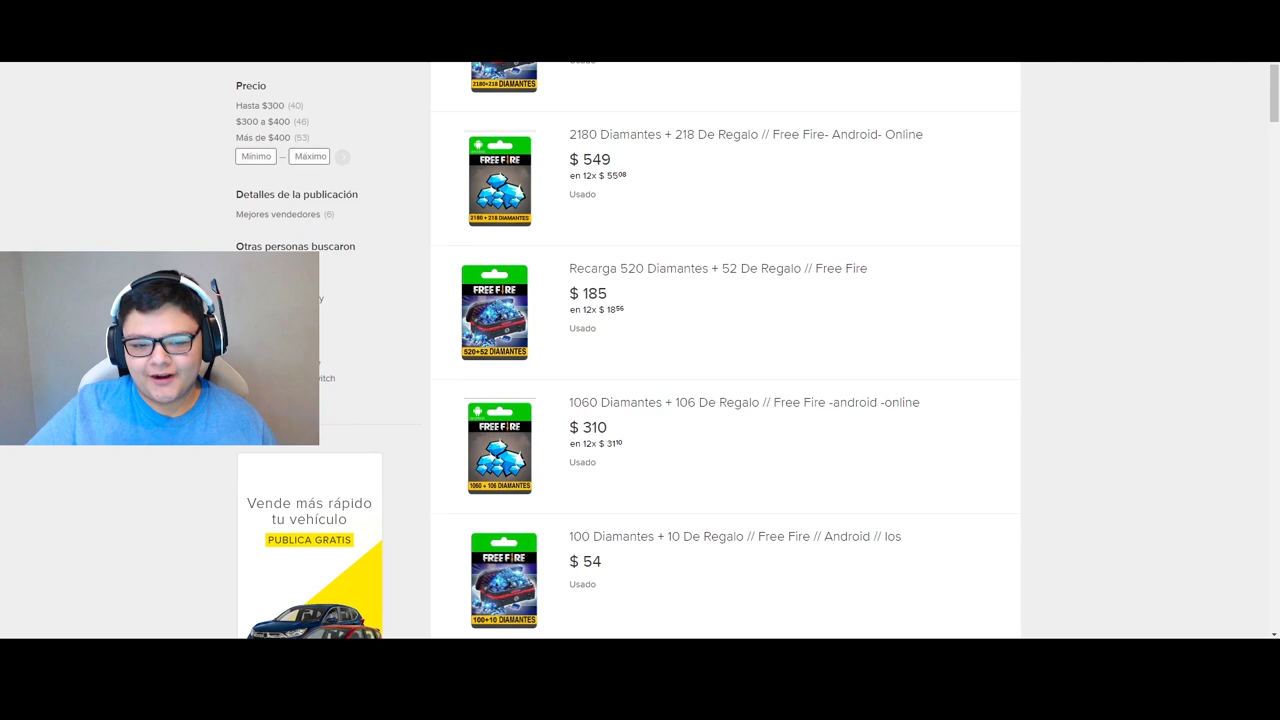 Precio
Hasta $300 (40)
$300 a $400 (46)
Más de $400 (53)
Mínimo – Máximo
Detalles de la publicación
Mejores vendedores (6)
Otras personas buscaron
Vende más rápido
tu vehículo
PUBLICA GRATIS
2180+218 DIAMANTES
FREE FIRE
2180 + 218 DIAMANTES
2180 Diamantes + 218 De Regalo // Free Fire- Android- Online
$ 549
en 12x $ 55⁰⁸
Usado
FREE FIRE
520+52 DIAMANTES
Recarga 520 Diamantes + 52 De Regalo // Free Fire
$ 185
en 12x $ 18⁵⁶
Usado
FREE FIRE
1060 + 106 DIAMANTES
1060 Diamantes + 106 De Regalo // Free Fire -android -online
$ 310
en 12x $ 31¹⁰
Usado
FREE FIRE
100+10 DIAMANTES
100 Diamantes + 10 De Regalo // Free Fire // Android // Ios
$ 54
Usado